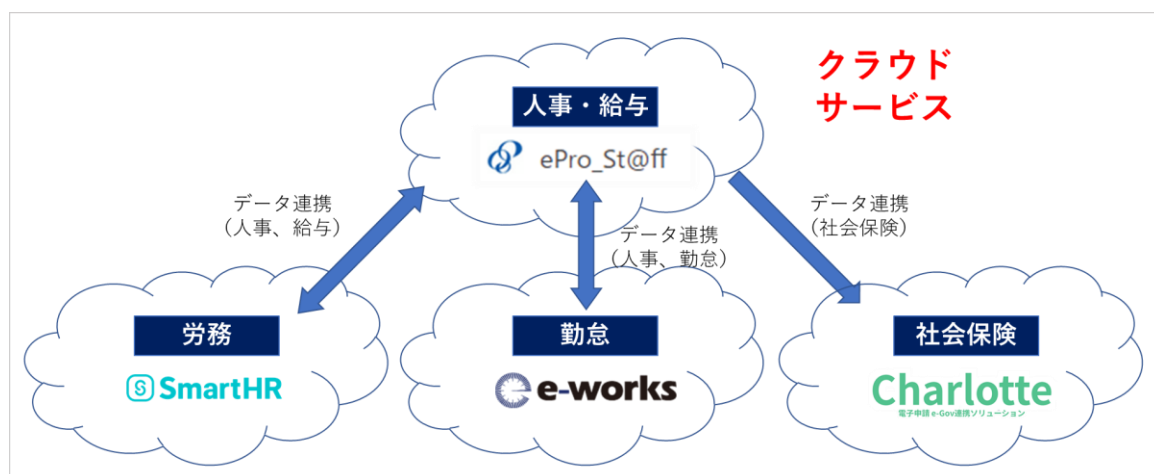 クラウド
サービス
人事・給与
ePro_St@ff
データ連携
（人事、給与）
データ連携
（人事、勤怠）
データ連携
（社会保険）
労務
SmartHR
勤怠
e-works
社会保険
Charlotte
電子申請 e-Gov連携ソリューション